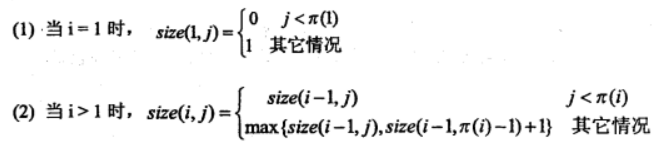 (1) 当 i = 1 时， size(1, j) = { 0 j < π(1)
1 其它情况
(2) 当 i > 1 时， size(i, j) = { size(i−1, j) j < π(i)
max{size(i−1, j), size(i−1, π(i)−1)+1} 其它情况